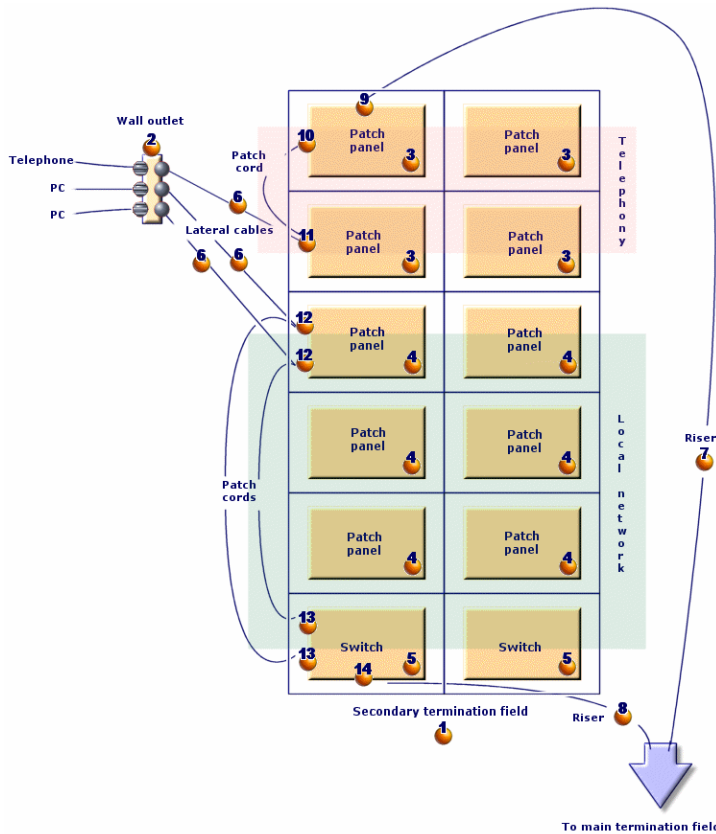 9
Wall outlet
2
10
Patch
panel
3
Patch
panel
3
Telephone
Patch
cord
PC
6
PC
Lateral cables
6
6
11
Patch
panel
3
Patch
panel
3
Telephony
12
12
Patch
panel
4
Patch
panel
4
Patch
panel
4
Patch
panel
4
Riser
7
Patch
cords
Local network
Patch
panel
4
Patch
panel
4
13
13
Switch
5
14
Switch
5
Secondary termination field
1
Riser
8
To main termination field